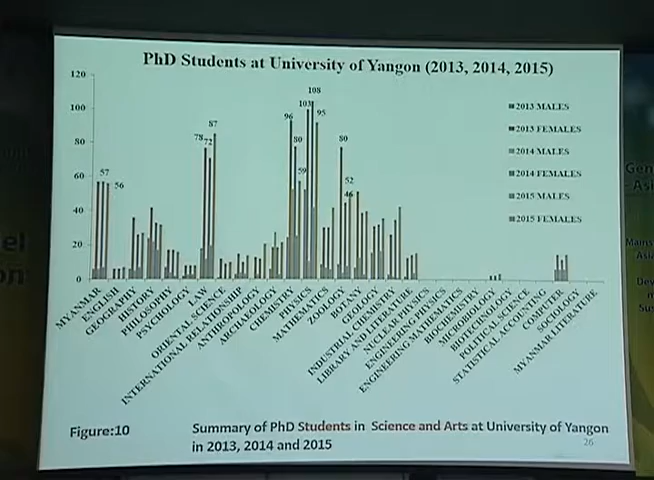 PhD Students at University of Yangon (2013, 2014, 2015)
120
100
80
60
40
20
0
57
56
78
72
87
96
80
59
103
108
95
80
46
52
2013 MALES
2013 FEMALES
2014 MALES
2014 FEMALES
2015 MALES
2015 FEMALES
MYANMAR
ENGLISH
GEOGRAPHY
HISTORY
PHILOSOPHY
PSYCHOLOGY
LAW
ORIENTAL SCIENCE
INTERNATIONAL RELATIONSHIP
ANTHROPOLOGY
ARCHAEOLOGY
CHEMISTRY
PHYSICS
MATHEMATICS
ZOOLOGY
BOTANY
GEOLOGY
INDUSTRIAL CHEMISTRY
LIBRARY AND LITERATURE
NUCLEAR PHYSICS
ENGINEERING PHYSICS
ENGINEERING MATHEMATICS
BIOCHEMISTRY
MICROBIOLOGY
BIOTECHNOLOGY
POLITICAL SCIENCE
STATISTICAL ACCOUNTING
COMPUTER
SOCIOLOGY
MYANMAR LITERATURE
Figure:10
Summary of PhD Students in Science and Arts at University of Yangon
in 2013, 2014 and 2015
26